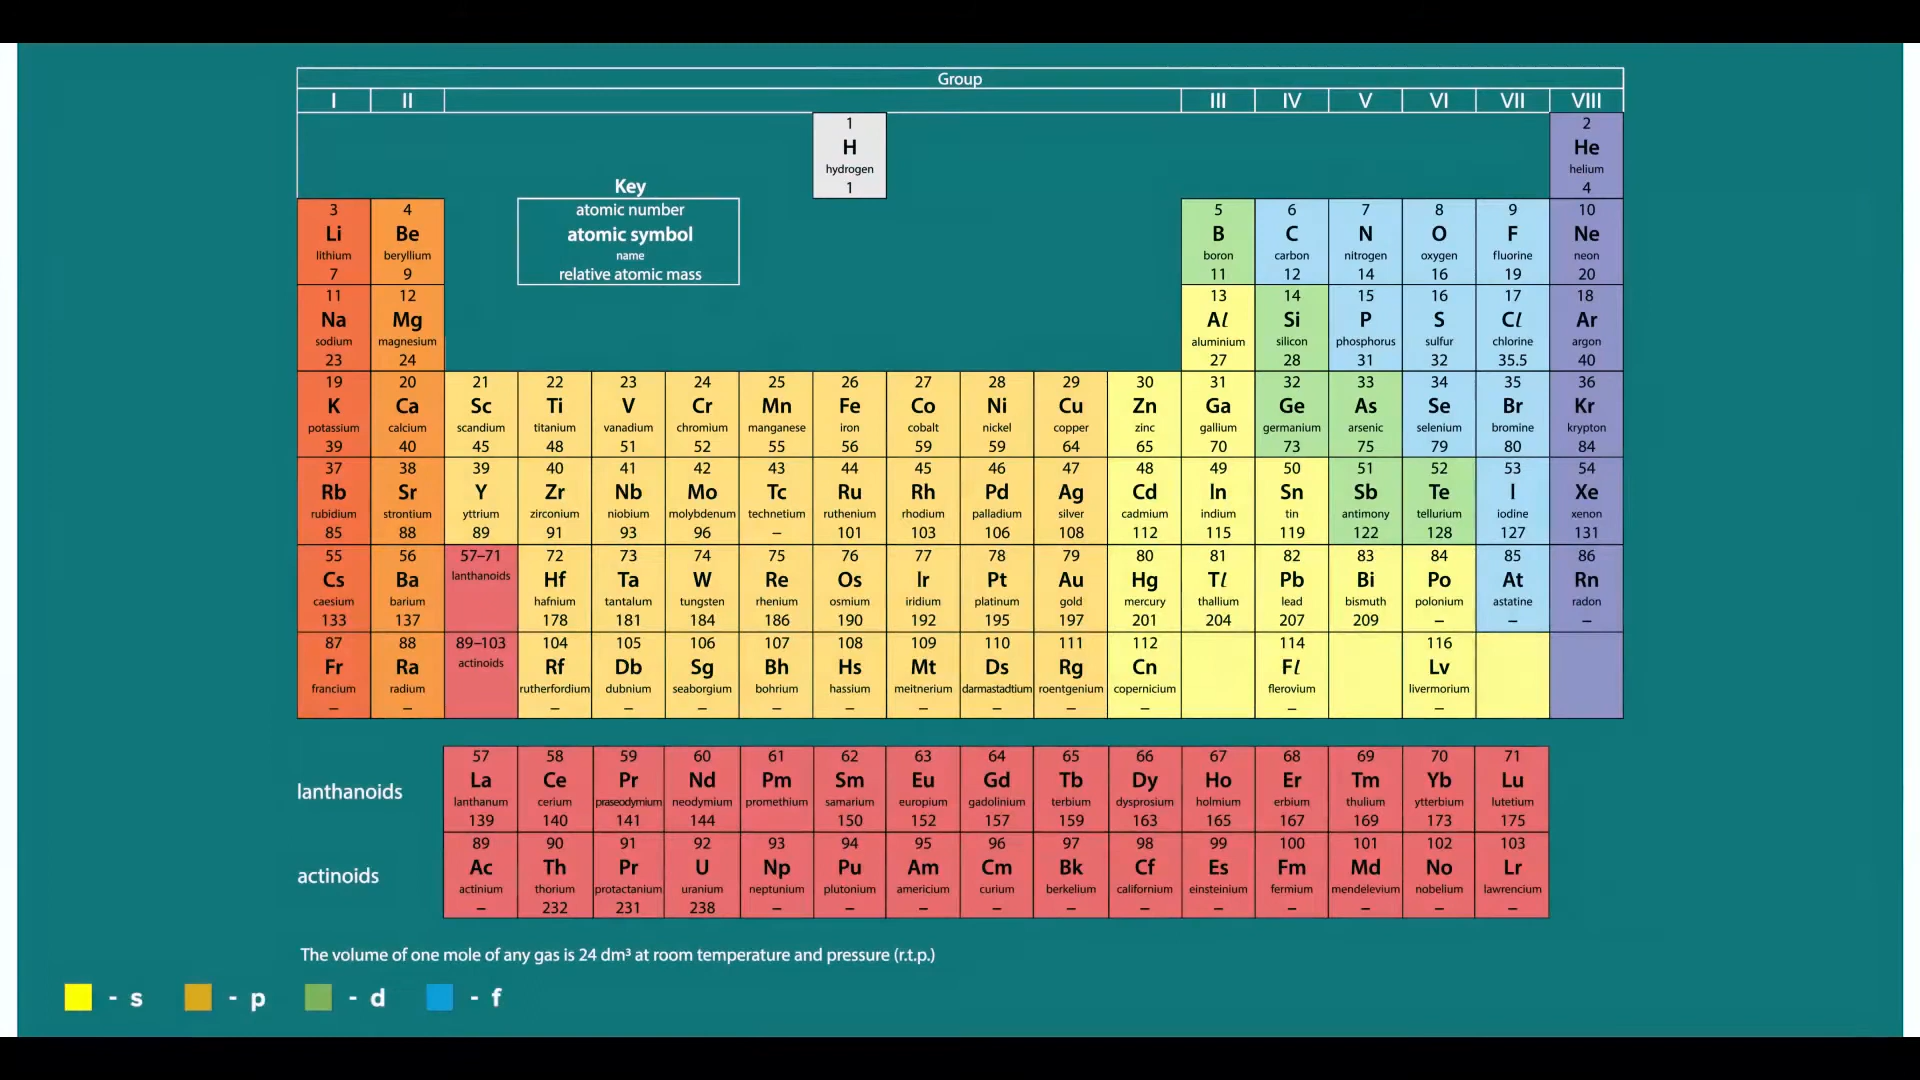 Group
I II III IV V VI VII VIII
1 2
H He
hydrogen helium
1 4
Key
atomic number
atomic symbol
name
relative atomic mass
3 4 5 6 7 8 9 10
Li Be B C N O F Ne
lithium beryllium boron carbon nitrogen oxygen fluorine neon
7 9 11 12 14 16 19 20
11 12 13 14 15 16 17 18
Na Mg Aℓ Si P S Cℓ Ar
sodium magnesium aluminium silicon phosphorus sulfur chlorine argon
23 24 27 28 31 32 35.5 40
19 20 21 22 23 24 25 26 27 28 29 30 31 32 33 34 35 36
K Ca Sc Ti V Cr Mn Fe Co Ni Cu Zn Ga Ge As Se Br Kr
potassium calcium scandium titanium vanadium chromium manganese iron cobalt nickel copper zinc gallium germanium arsenic selenium bromine krypton
39 40 45 48 51 52 55 56 59 59 64 65 70 73 75 79 80 84
37 38 39 40 41 42 43 44 45 46 47 48 49 50 51 52 53 54
Rb Sr Y Zr Nb Mo Tc Ru Rh Pd Ag Cd In Sn Sb Te I Xe
rubidium strontium yttrium zirconium niobium molybdenum technetium ruthenium rhodium palladium silver cadmium indium tin antimony tellurium iodine xenon
85 88 89 91 93 96 – 101 103 106 108 112 115 119 122 128 127 131
55 56 57–71 72 73 74 75 76 77 78 79 80 81 82 83 84 85 86
Cs Ba lanthanoids Hf Ta W Re Os Ir Pt Au Hg Tℓ Pb Bi Po At Rn
caesium barium hafnium tantalum tungsten rhenium osmium iridium platinum gold mercury thallium lead bismuth polonium astatine radon
133 137 178 181 184 186 190 192 195 197 201 204 207 209 – – –
87 88 89–103 104 105 106 107 108 109 110 111 112 114 116
Fr Ra actinoids Rf Db Sg Bh Hs Mt Ds Rg Cn Fℓ Lv
francium radium rutherfordium dubnium seaborgium bohrium hassium meitnerium darmastadtium roentgenium copernicium flerovium livermorium
– – – – – – – – – – – – –
57 58 59 60 61 62 63 64 65 66 67 68 69 70 71
lanthanoids La Ce Pr Nd Pm Sm Eu Gd Tb Dy Ho Er Tm Yb Lu
lanthanum cerium praseodymium neodymium promethium samarium europium gadolinium terbium dysprosium holmium erbium thulium ytterbium lutetium
139 140 141 144 150 152 157 159 163 165 167 169 173 175
89 90 91 92 93 94 95 96 97 98 99 100 101 102 103
actinoids Ac Th Pr U Np Pu Am Cm Bk Cf Es Fm Md No Lr
actinium thorium protactanium uranium neptunium plutonium americium curium berkelium californium einsteinium fermium mendelevium nobelium lawrencium
– 232 231 238 – – – – – – – – – – –
The volume of one mole of any gas is 24 dm³ at room temperature and pressure (r.t.p.)
- s - p - d - f